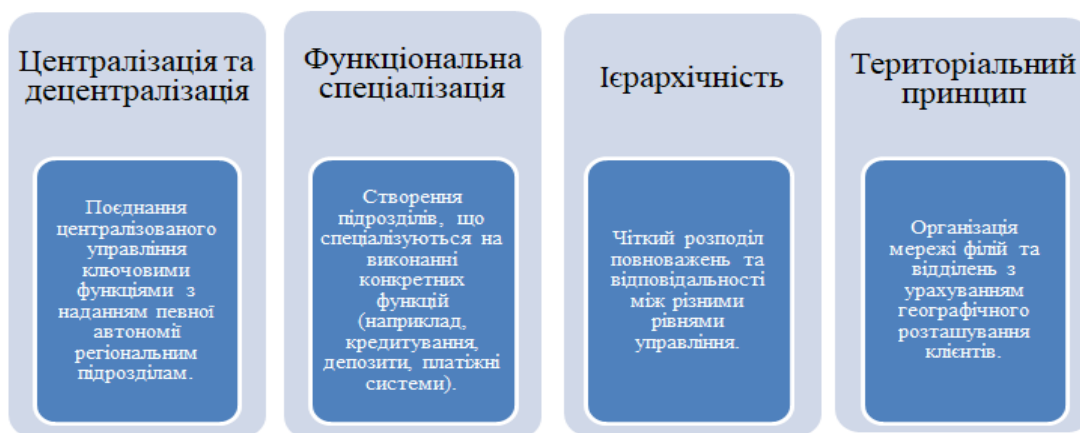 Централізація та
децентралізація
Поєднання
централізованого
управління
ключовими
функціями з
наданням певної
автономії
регіональним
підрозділам.
Функціональна
спеціалізація
Створення
підрозділів, що
спеціалізуються на
виконанні
конкретних
функцій
(наприклад,
кредитування,
депозити, платіжні
системи).
Ієрархічність
Чіткий розподіл
повноважень та
відповідальності
між різними
рівнями
управління.
Територіальний
принцип
Організація
мережі філій та
відділень з
урахуванням
географічного
розташування
клієнтів.